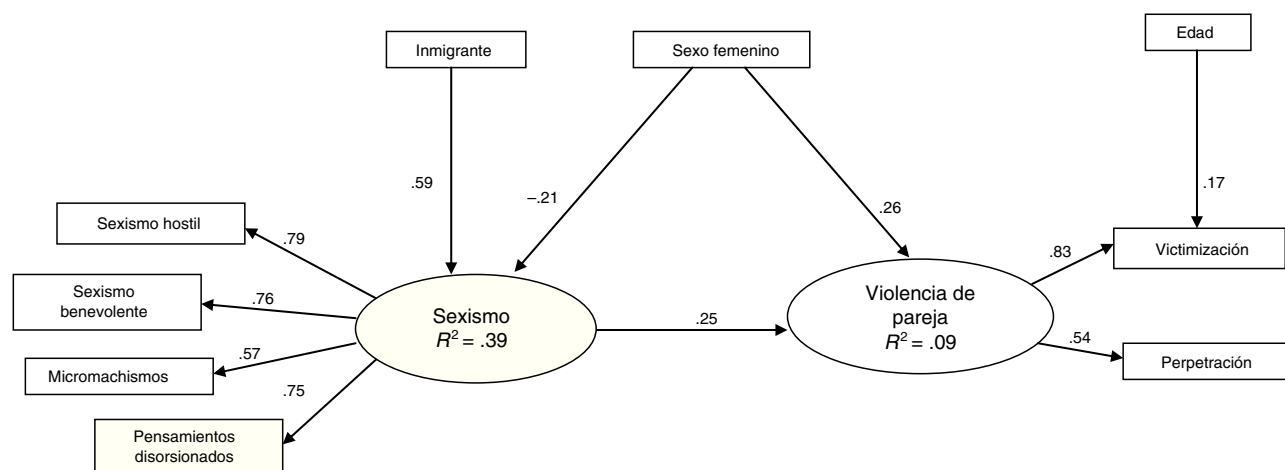 Inmigrante
Sexo femenino
Edad
.59
–.21
.26
.17
Sexismo hostil
.79
Victimización
.83
Sexismo
benevolente
.76
Sexismo
R² = .39
.25
Violencia de
pareja
R² = .09
.54
Perpetración
Micromachismos
.57
.75
Pensamientos
disorsionados